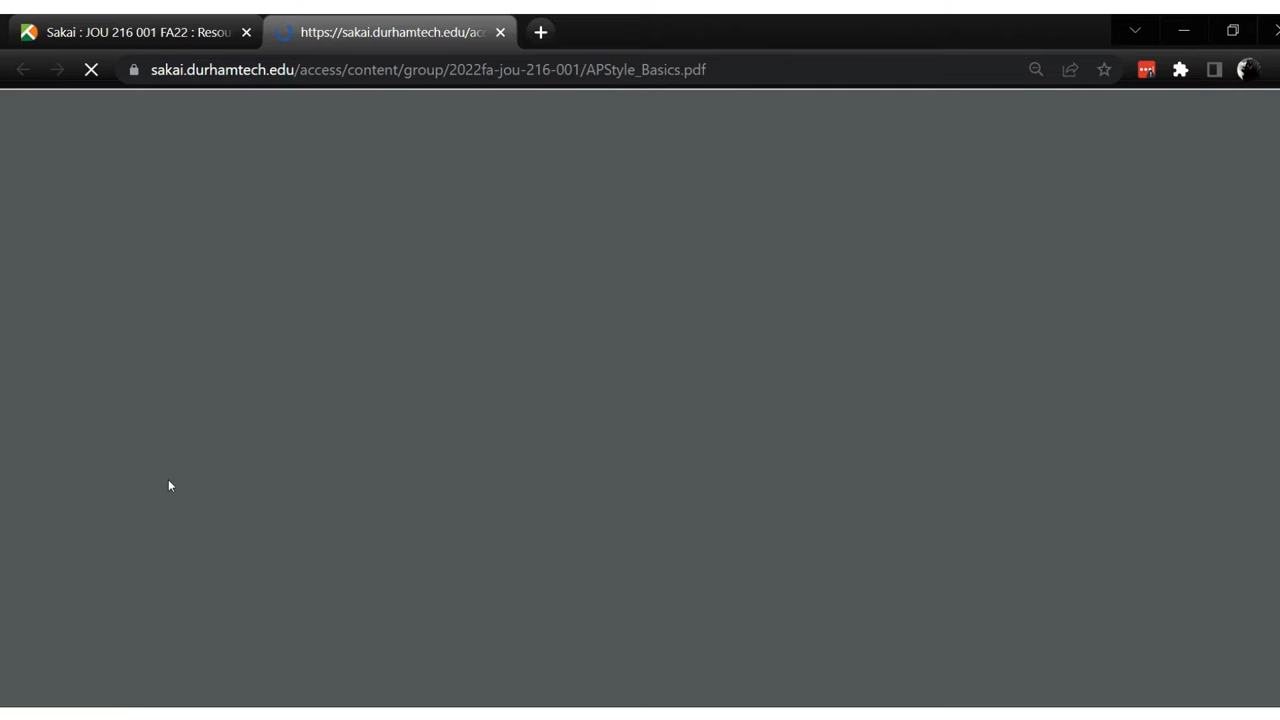 Sakai : JOU 216 001 FA22 : Resou
https://sakai.durhamtech.edu/ac
sakai.durhamtech.edu/access/content/group/2022fa-jou-216-001/APStyle_Basics.pdf